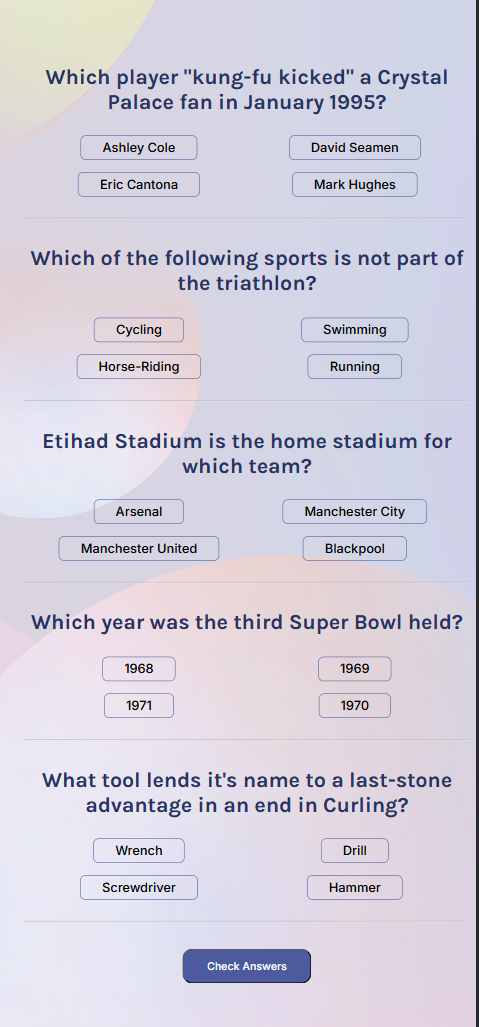 Which player "kung-fu kicked" a Crystal
Palace fan in January 1995?
Ashley Cole
David Seamen
Eric Cantona
Mark Hughes
Which of the following sports is not part of
the triathlon?
Cycling
Swimming
Horse-Riding
Running
Etihad Stadium is the home stadium for
which team?
Arsenal
Manchester City
Manchester United
Blackpool
Which year was the third Super Bowl held?
1968
1969
1971
1970
What tool lends it's name to a last-stone
advantage in an end in Curling?
Wrench
Drill
Screwdriver
Hammer
Check Answers